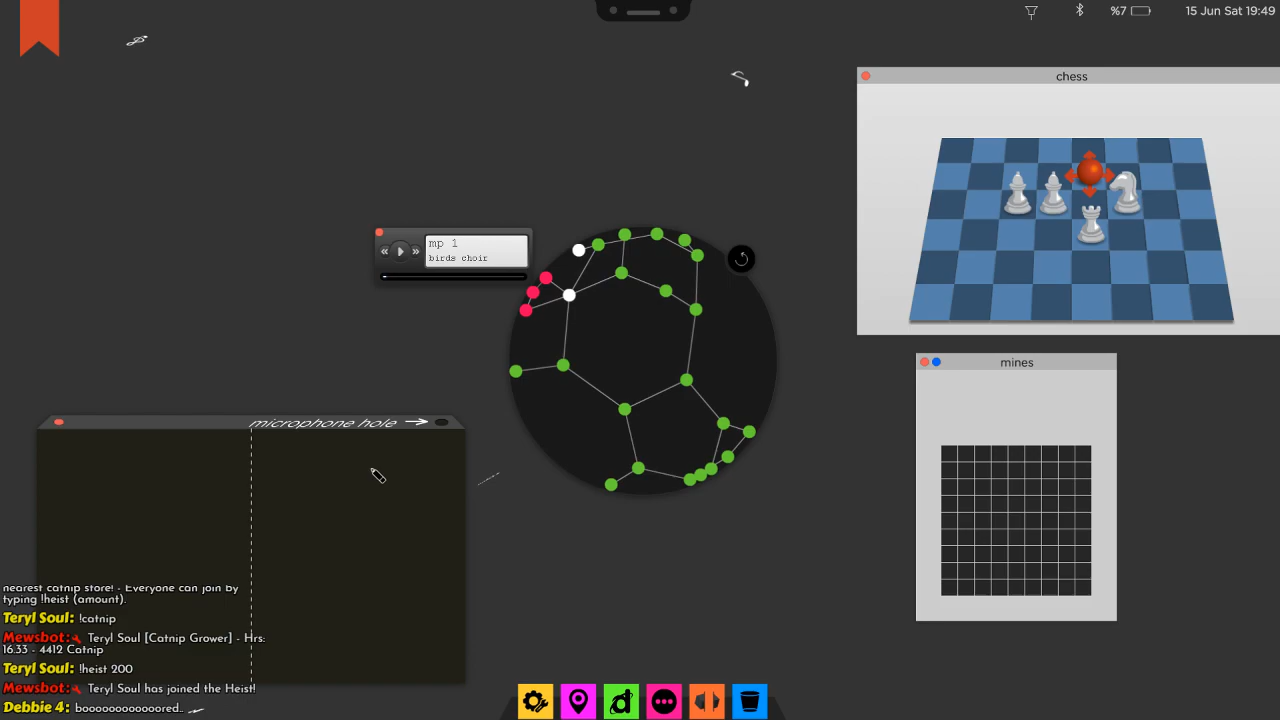 %7
15 Jun Sat 19:49
chess
mp 1
birds choir
mines
microphone hole
nearest catnip store! - Everyone can join by
typing !heist (amount).
Teryl Soul: !catnip
Mewsbot: Teryl Soul [Catnip Grower] - Hrs:
16.33 - 4412 Catnip
Teryl Soul: !heist 200
Mewsbot: Teryl Soul has joined the Heist!
Debbie 4: boooooooooooored..
d